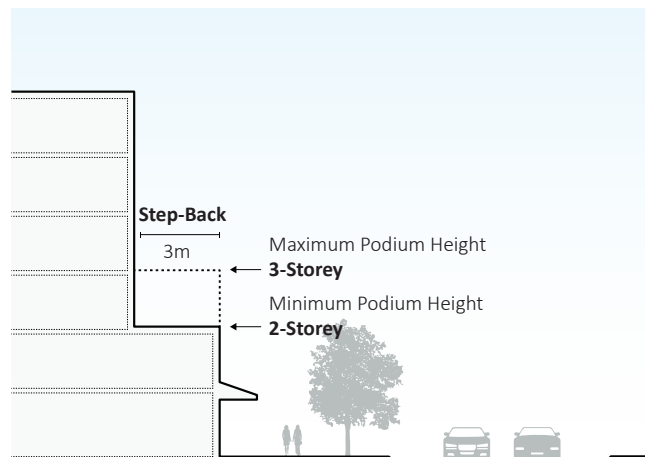 Step-Back
3m
Maximum Podium Height
3-Storey
Minimum Podium Height
2-Storey